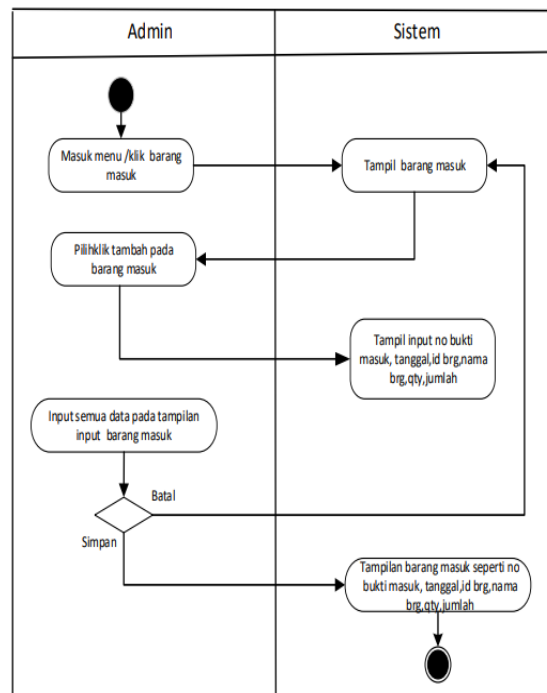 Admin
Sistem
Masuk menu /klik barang
masuk
Tampil barang masuk
Pilihklik tambah pada
barang masuk
Tampil input no bukti
masuk, tanggal,id brg,nama
brg,qty,jumlah
Input semua data pada tampilan
input barang masuk
Batal
Simpan
Tampilan barang masuk seperti no
bukti masuk, tanggal,id brg,nama
brg,qty,jumlah